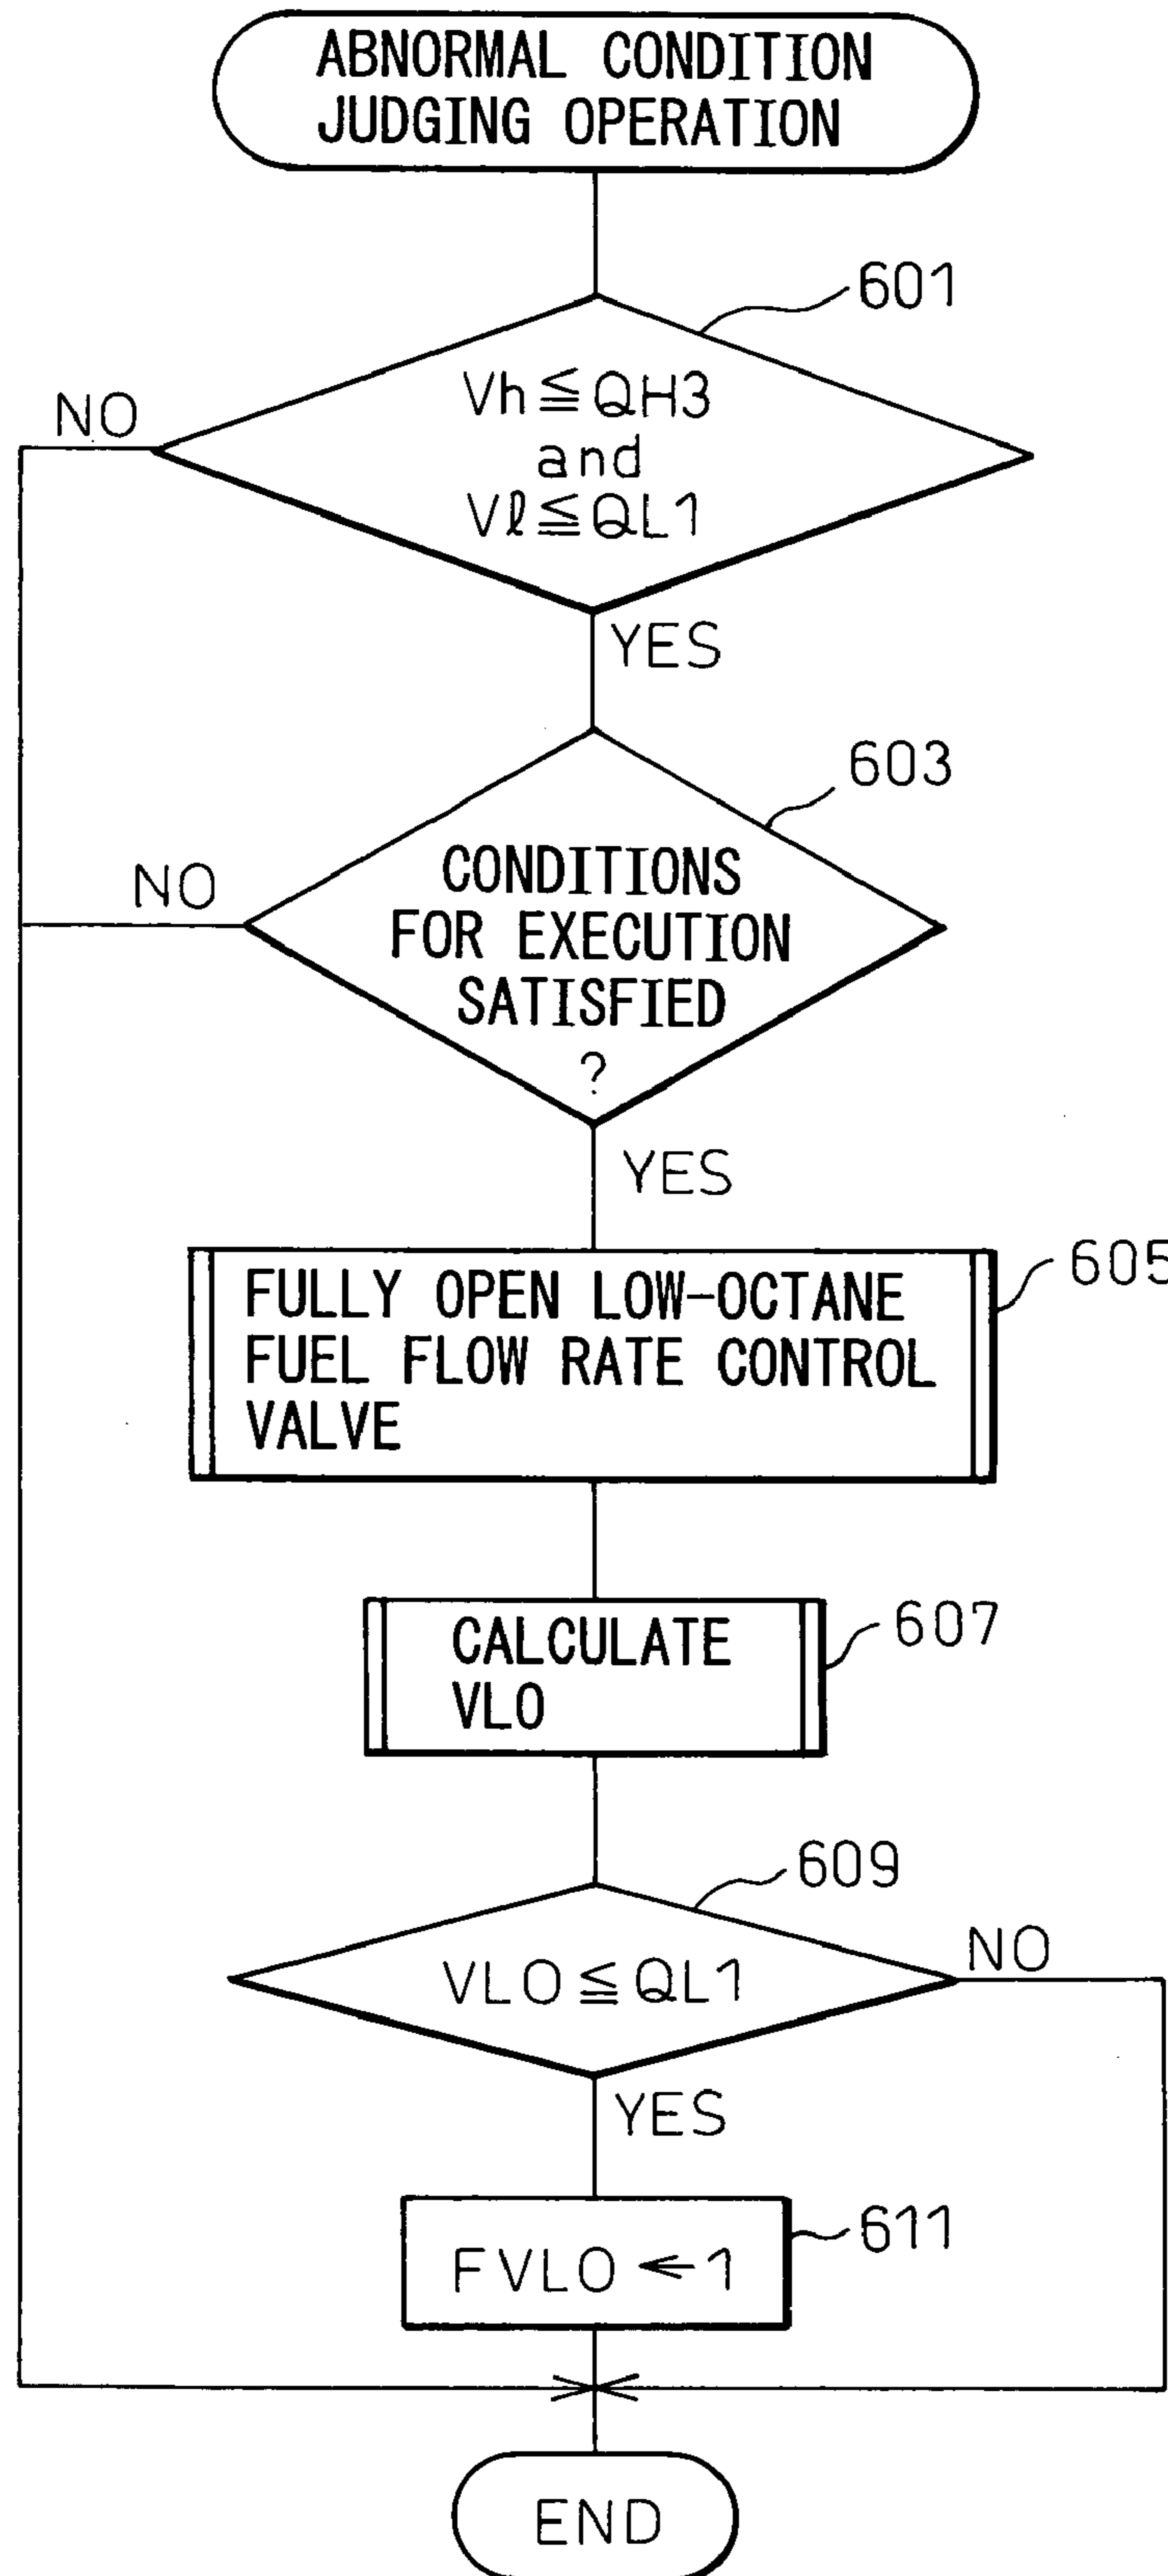 ABNORMAL CONDITION
JUDGING OPERATION
601
Vh≦QH3
and
Vℓ≦QL1
NO
YES
603
CONDITIONS
FOR EXECUTION
SATISFIED
?
NO
YES
605
FULLY OPEN LOW-OCTANE
FUEL FLOW RATE CONTROL
VALVE
607
CALCULATE
VLO
609
VLO≦QL1
NO
YES
611
FVLO←1
END